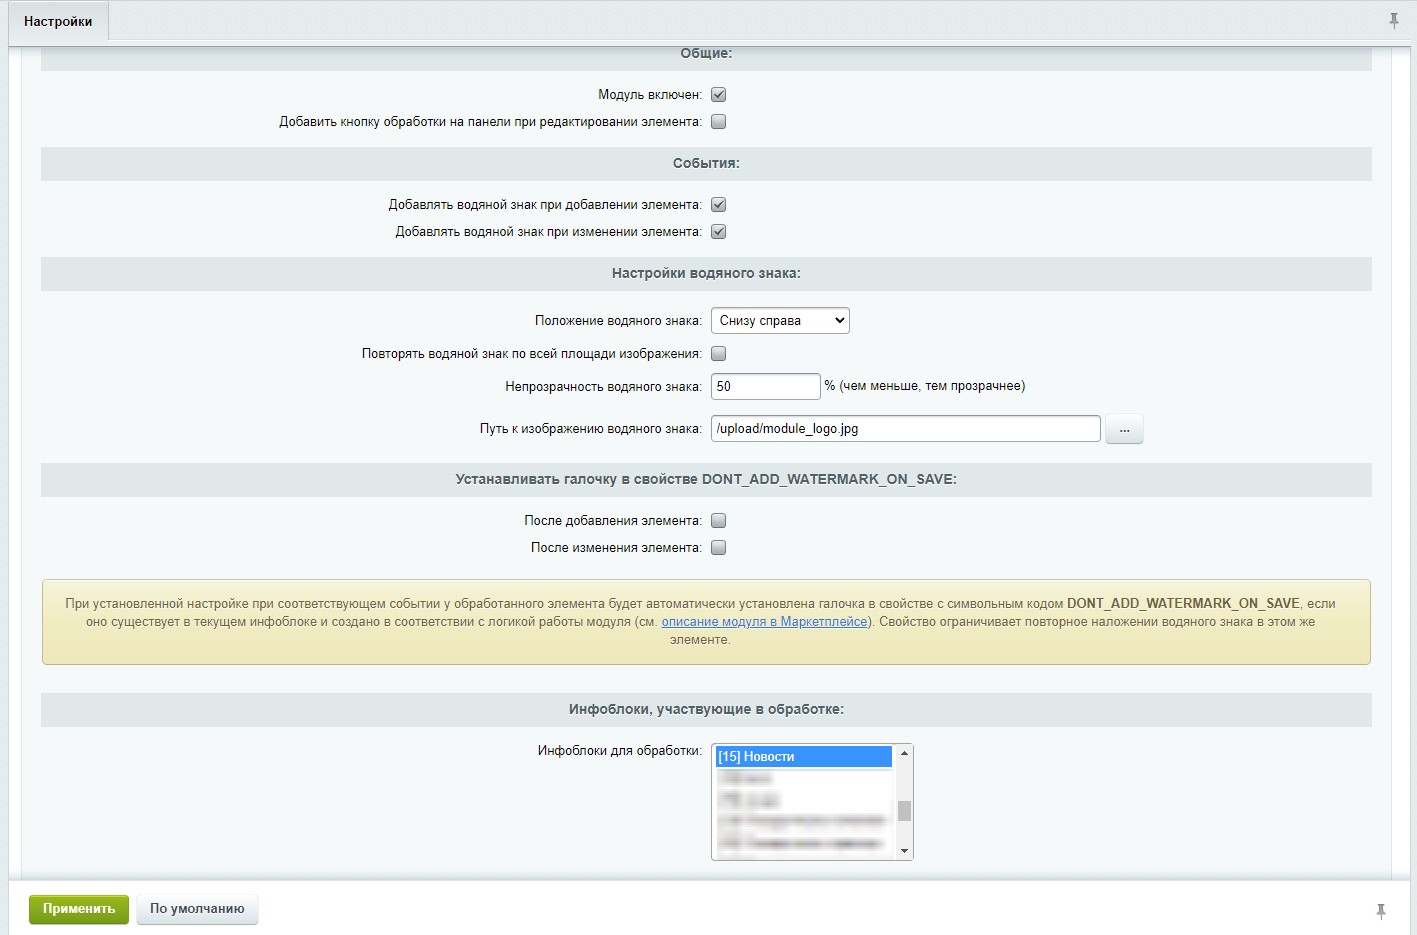 Настройки
Общие:
Модуль включен:
Добавить кнопку обработки на панели при редактировании элемента:
События:
Добавлять водяной знак при добавлении элемента:
Добавлять водяной знак при изменении элемента:
Настройки водяного знака:
Положение водяного знака: Снизу справа
Повторять водяной знак по всей площади изображения:
Непрозрачность водяного знака: 50 % (чем меньше, тем прозрачнее)
Путь к изображению водяного знака: /upload/module_logo.jpg ...
Устанавливать галочку в свойстве DONT_ADD_WATERMARK_ON_SAVE:
После добавления элемента:
После изменения элемента:
При установленной настройке при соответствующем событии у обработанного элемента будет автоматически установлена галочка в свойстве с символьным кодом DONT_ADD_WATERMARK_ON_SAVE, если
оно существует в текущем инфоблоке и создано в соответствии с логикой работы модуля (см. описание модуля в Маркетплейсе). Свойство ограничивает повторное наложении водяного знака в этом же
элементе.
Инфоблоки, участвующие в обработке:
Инфоблоки для обработки: [15] Новости
Применить По умолчанию